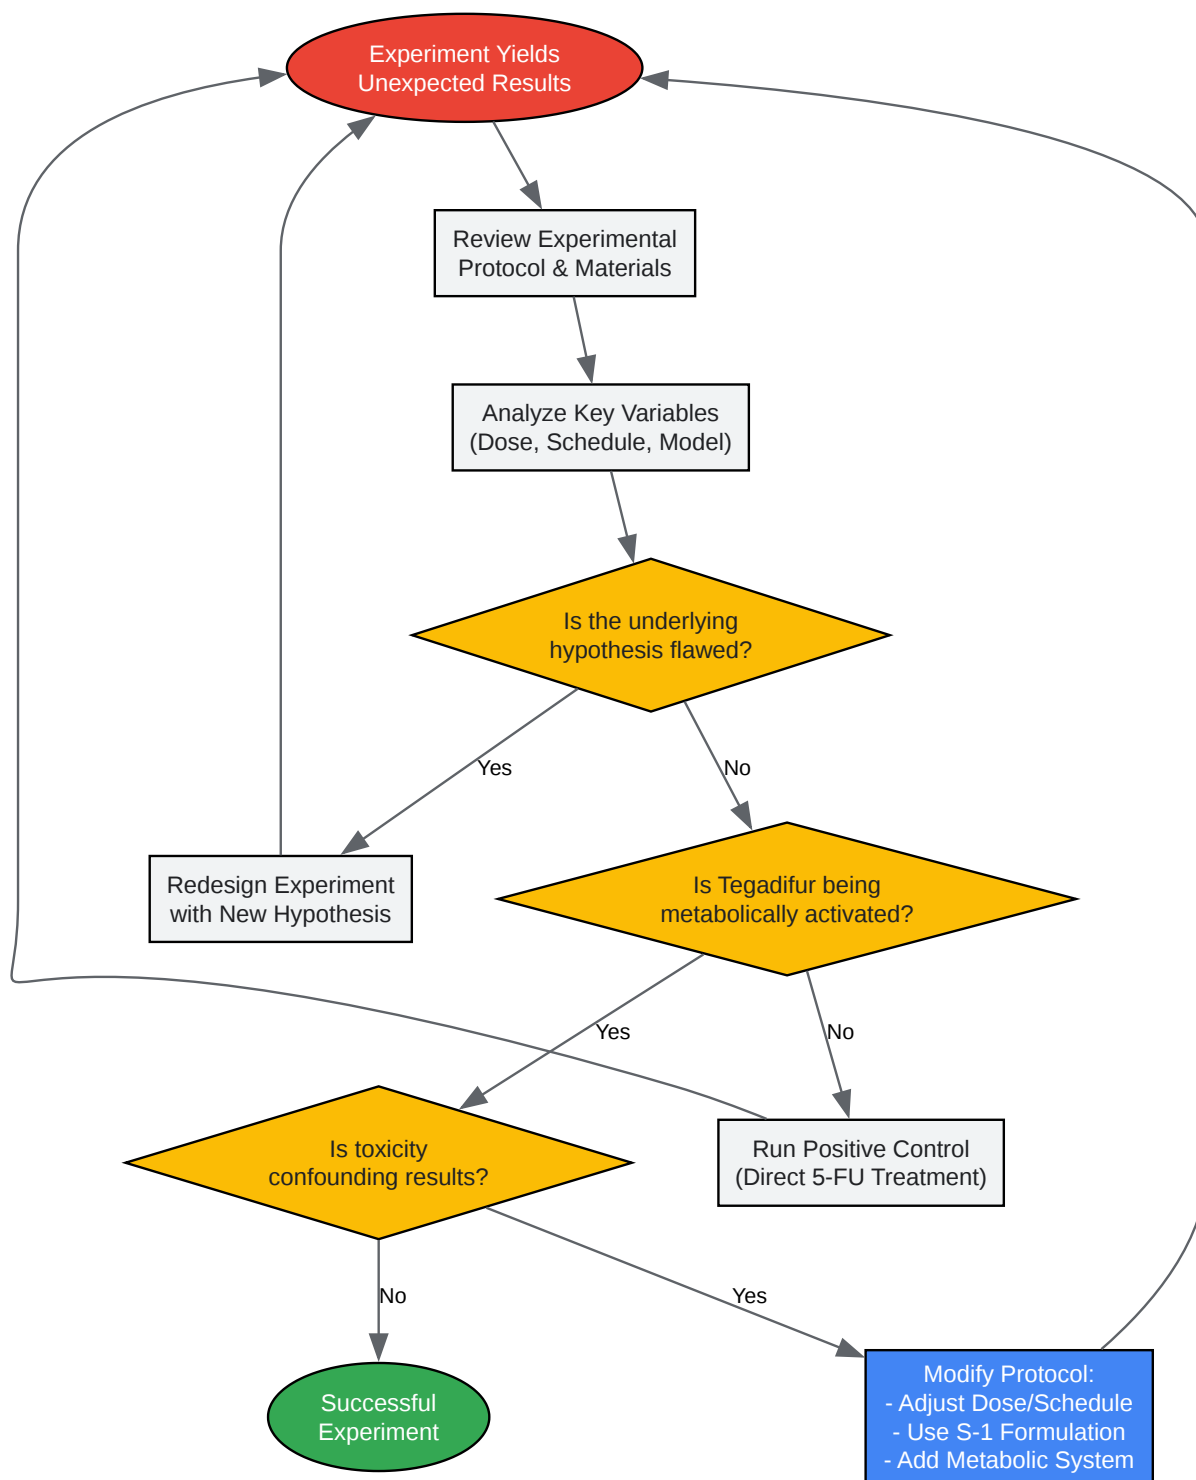 Experiment Yields
Unexpected Results
Review Experimental
Protocol & Materials
Analyze Key Variables
(Dose, Schedule, Model)
Is the underlying
hypothesis flawed?
Yes
No
Redesign Experiment
with New Hypothesis
Is Tegadifur being
metabolically activated?
Yes
No
Is toxicity
confounding results?
Run Positive Control
(Direct 5-FU Treatment)
No
Yes
Successful
Experiment
Modify Protocol:
- Adjust Dose/Schedule
- Use S-1 Formulation
- Add Metabolic System